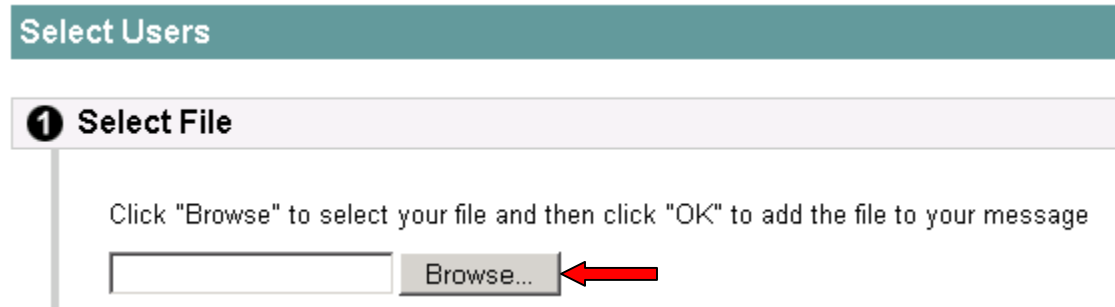 Select Users
1 Select File
Click "Browse" to select your file and then click "OK" to add the file to your message
Browse...